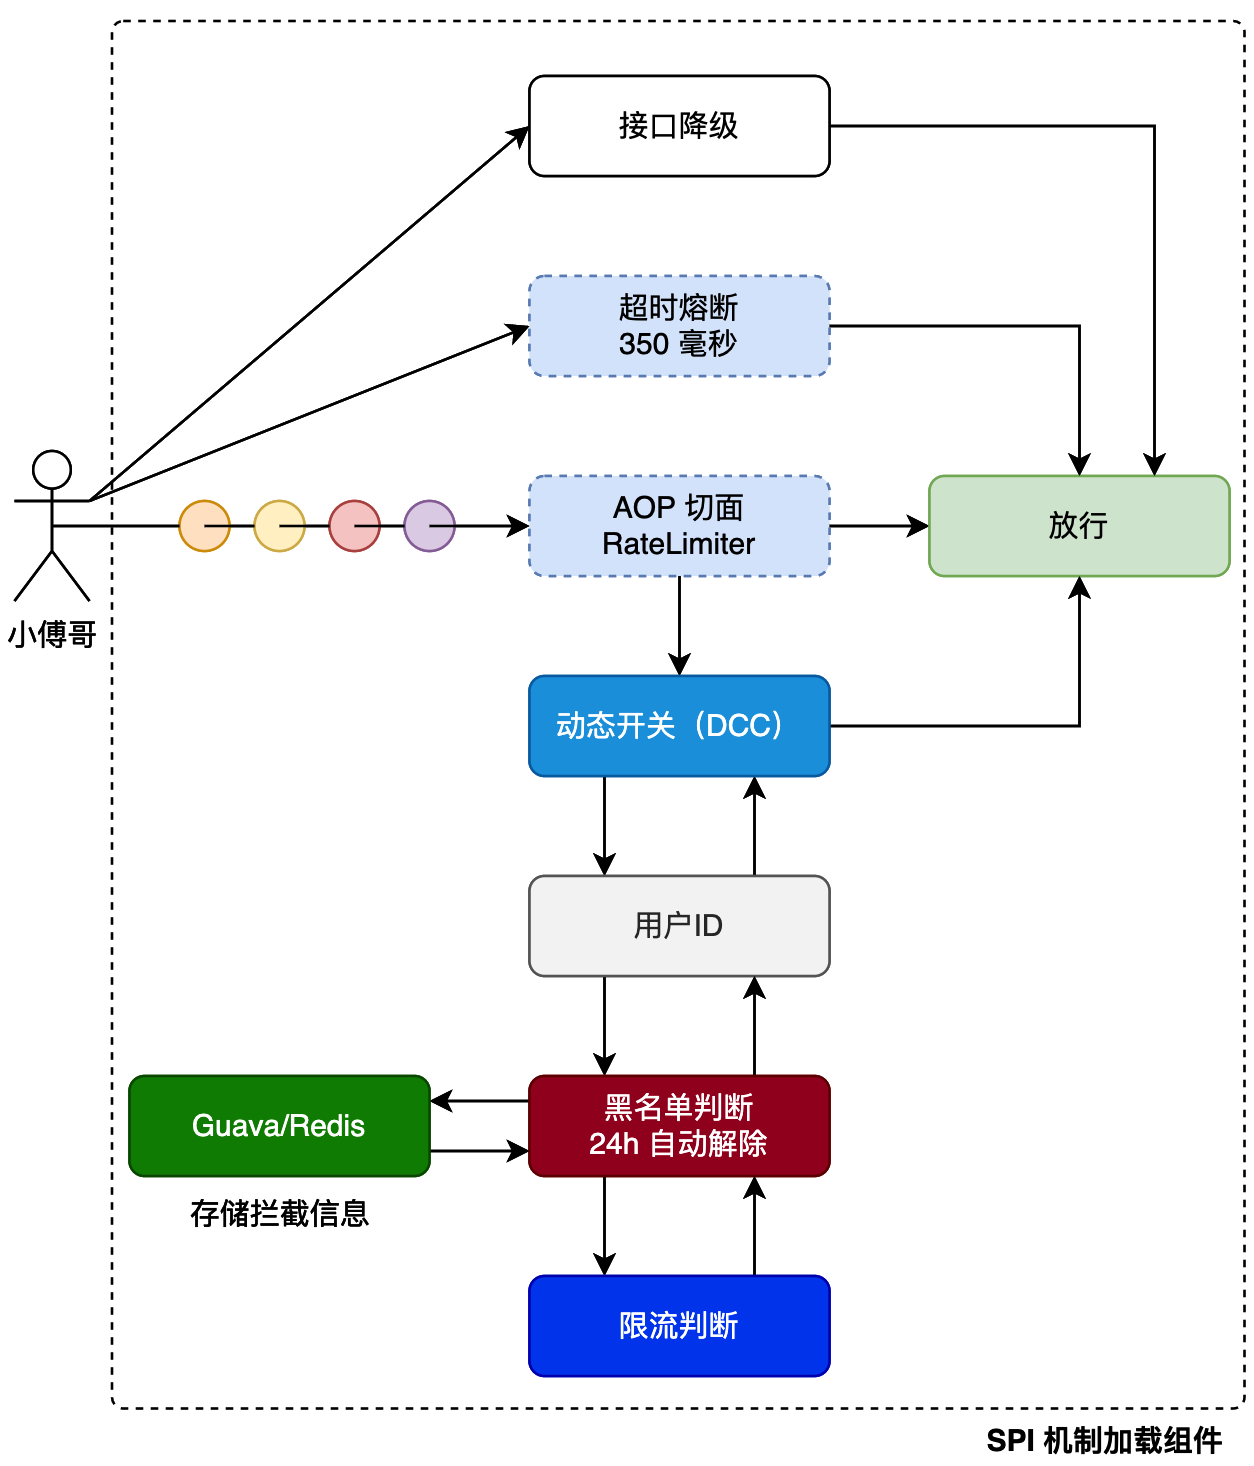 接口降级
超时熔断
350 毫秒
AOP 切面
RateLimiter
放行
小傅哥
动态开关（DCC）
用户ID
Guava/Redis
黑名单判断
24h 自动解除
存储拦截信息
限流判断
SPI 机制加载组件